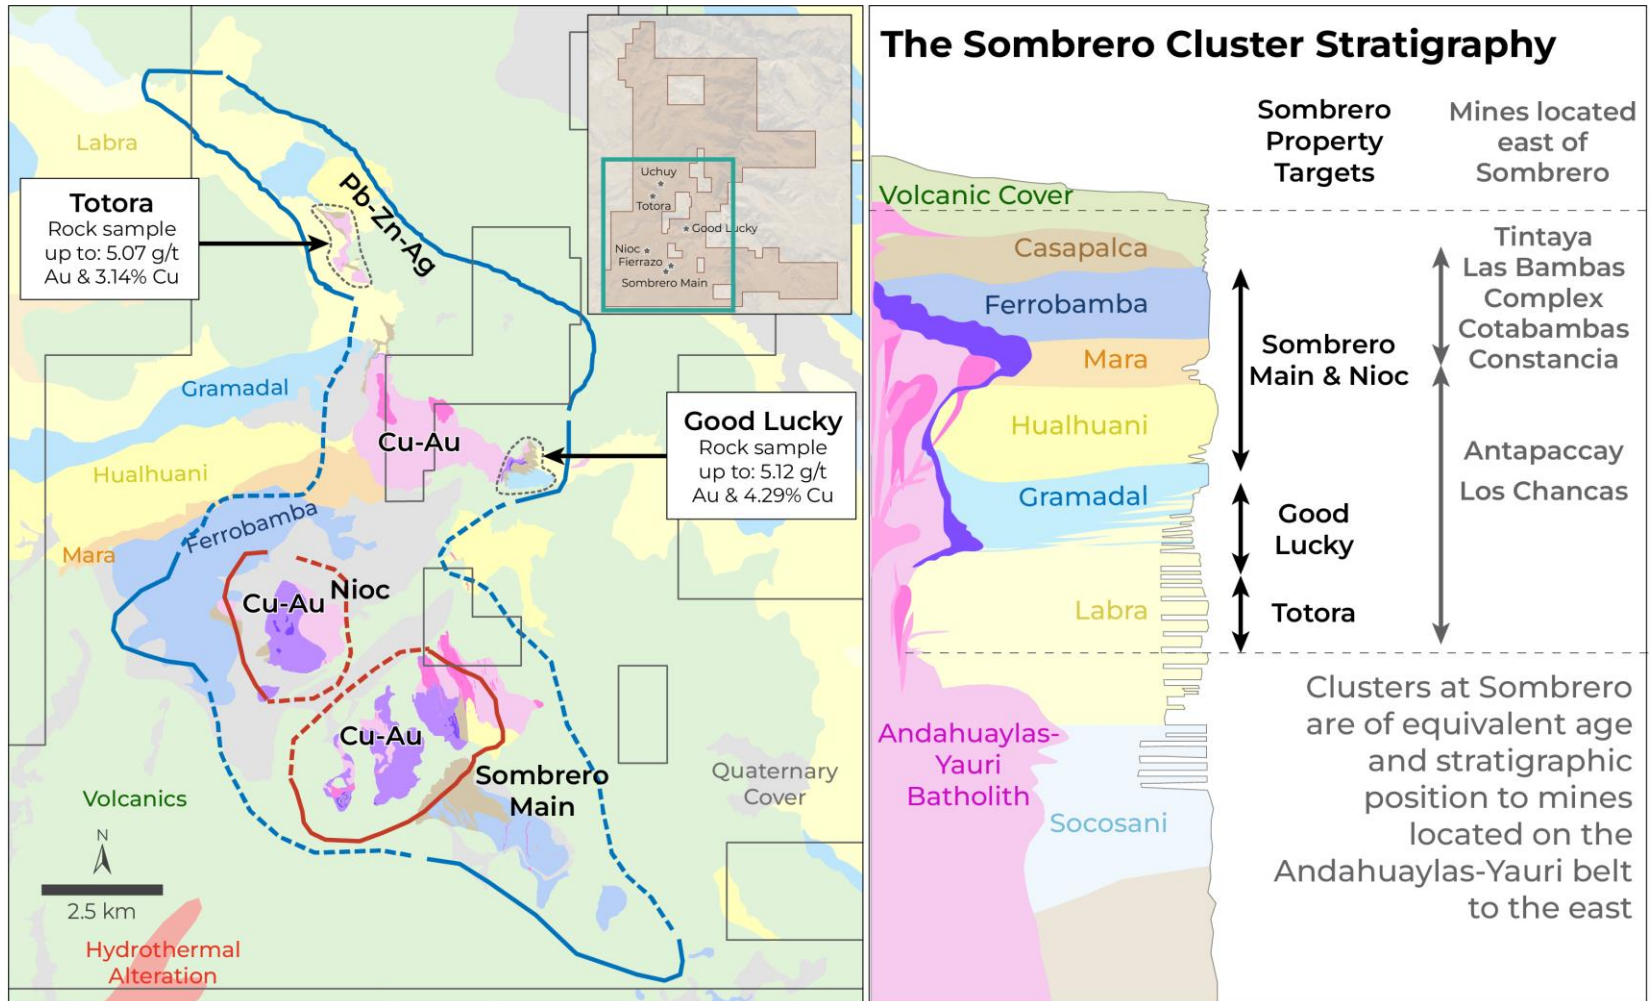 Labra
Totora
Rock sample
up to: 5.07 g/t
Au & 3.14% Cu
Pb-Zn-Ag
Uchuy
Totora
Good Lucky
Nioc
Fierrazo
Sombrero Main
Gramadal
Cu-Au
Good Lucky
Rock sample
up to: 5.12 g/t
Au & 4.29% Cu
Hualhuani
Ferrobamba
Mara
Cu-Au
Nioc
Cu-Au
Sombrero
Main
Quaternary
Cover
Volcanics
N
2.5 km
Hydrothermal
Alteration
The Sombrero Cluster Stratigraphy
Sombrero
Property
Targets
Mines located
east of
Sombrero
Volcanic Cover
Casapalca
Ferrobamba
Mara
Hualhuani
Gramadal
Labra
Andahuaylas-
Yauri
Batholith
Socosani
Sombrero
Main & Nioc
Good
Lucky
Totora
Tintaya
Las Bambas
Complex
Cotabambas
Constancia
Antapaccay
Los Chancas
Clusters at Sombrero
are of equivalent age
and stratigraphic
position to mines
located on the
Andahuaylas-Yauri belt
to the east